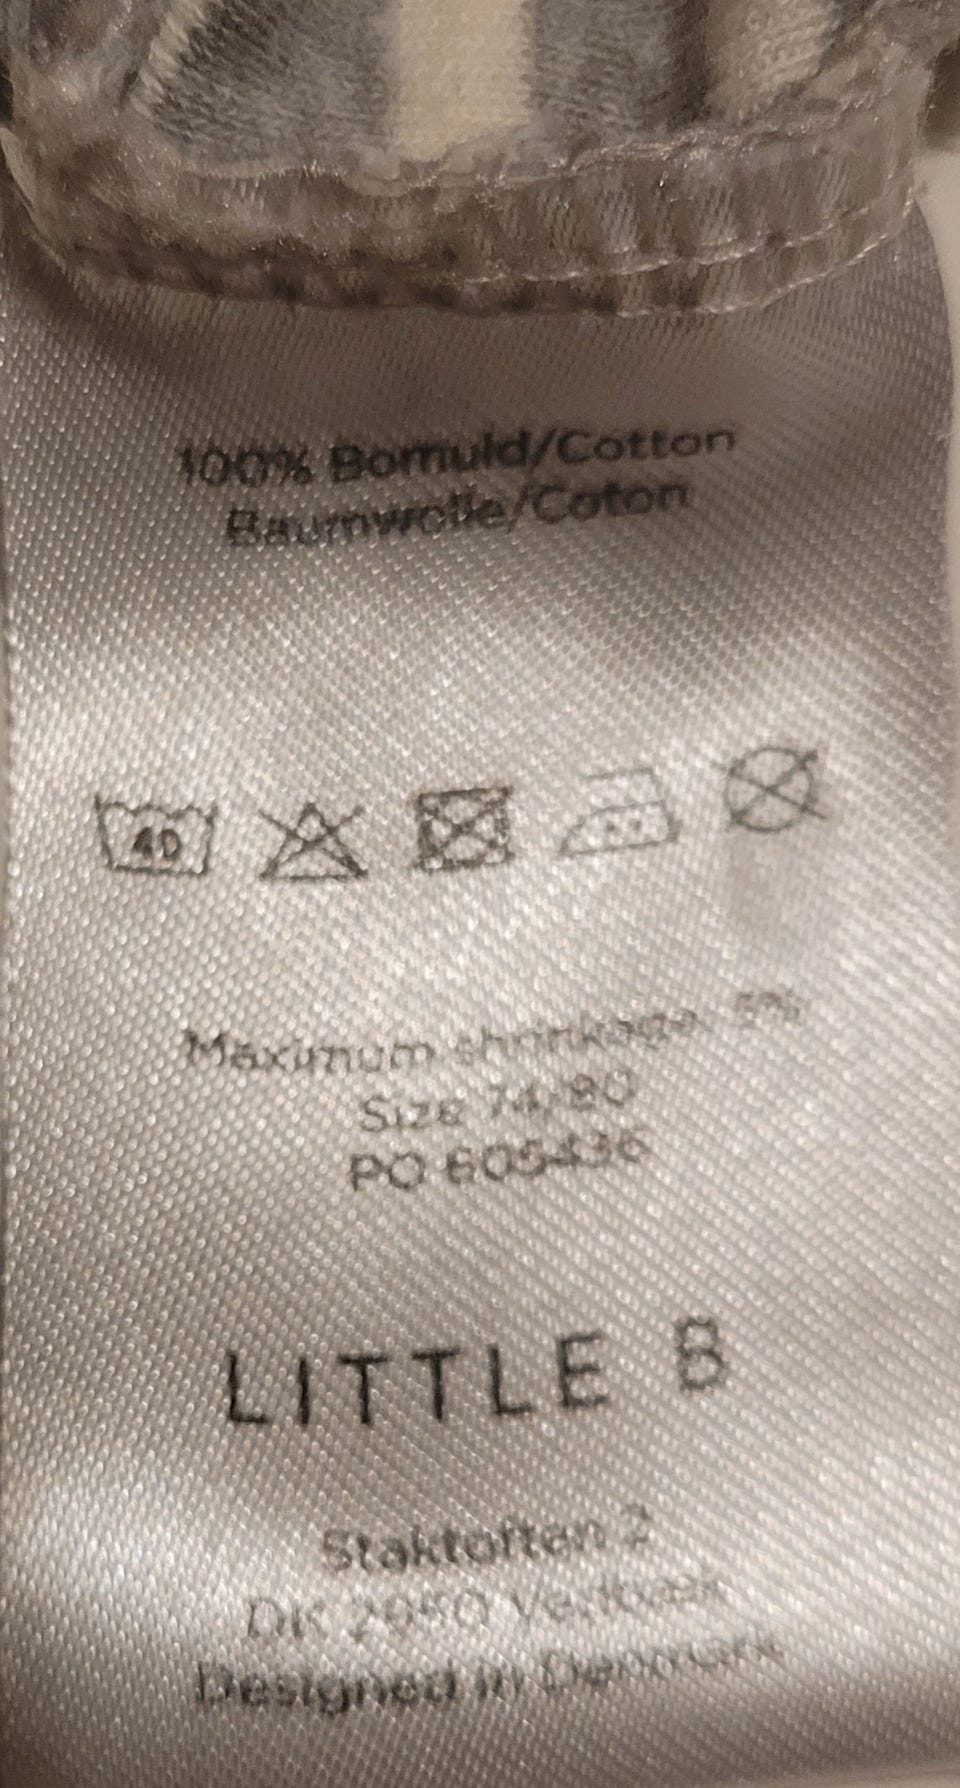 100% Bomuld/Cotton
Baumwolle/Coton
40
Maximum shrinkage 5%
Size 74/80
PO 605436
LITTLE B
Staktoften 2
DK 2950 Vedbaek
Designed in Denmark